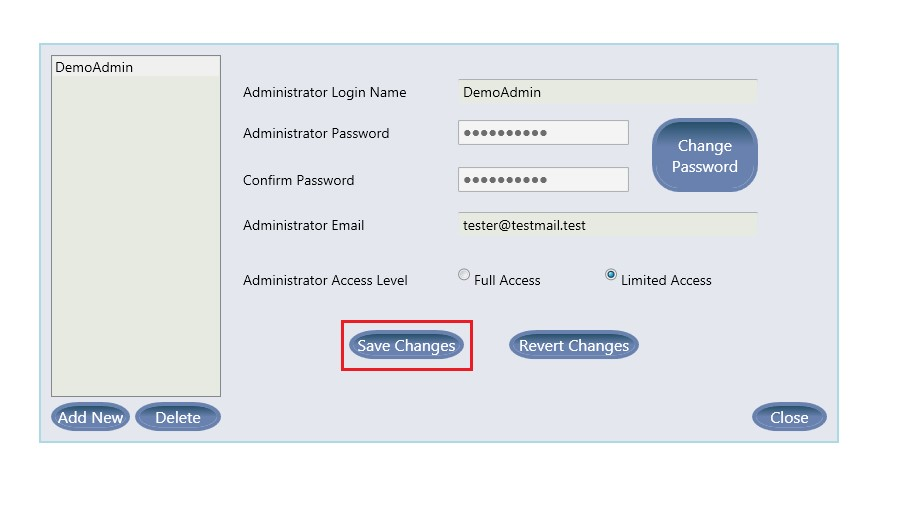 DemoAdmin
Administrator Login Name
DemoAdmin
Administrator Password
●●●●●●●●●●
Change
Password
Confirm Password
●●●●●●●●●●
Administrator Email
tester@testmail.test
Administrator Access Level
Full Access
Limited Access
Save Changes
Revert Changes
Add New
Delete
Close